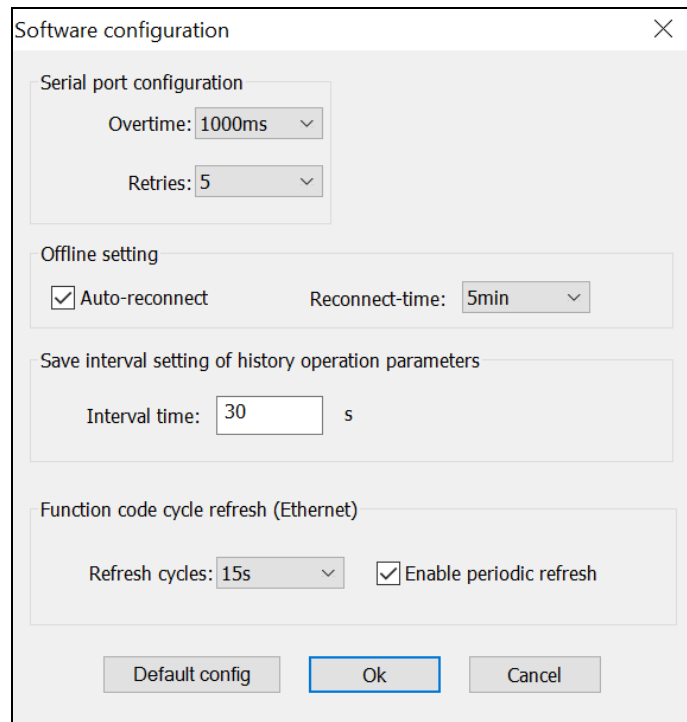 Software configuration
Serial port configuration
Overtime: 1000ms
Retries: 5
Offline setting
Auto-reconnect Reconnect-time: 5min
Save interval setting of history operation parameters
Interval time: 30 s
Function code cycle refresh (Ethernet)
Refresh cycles: 15s Enable periodic refresh
Default config Ok Cancel